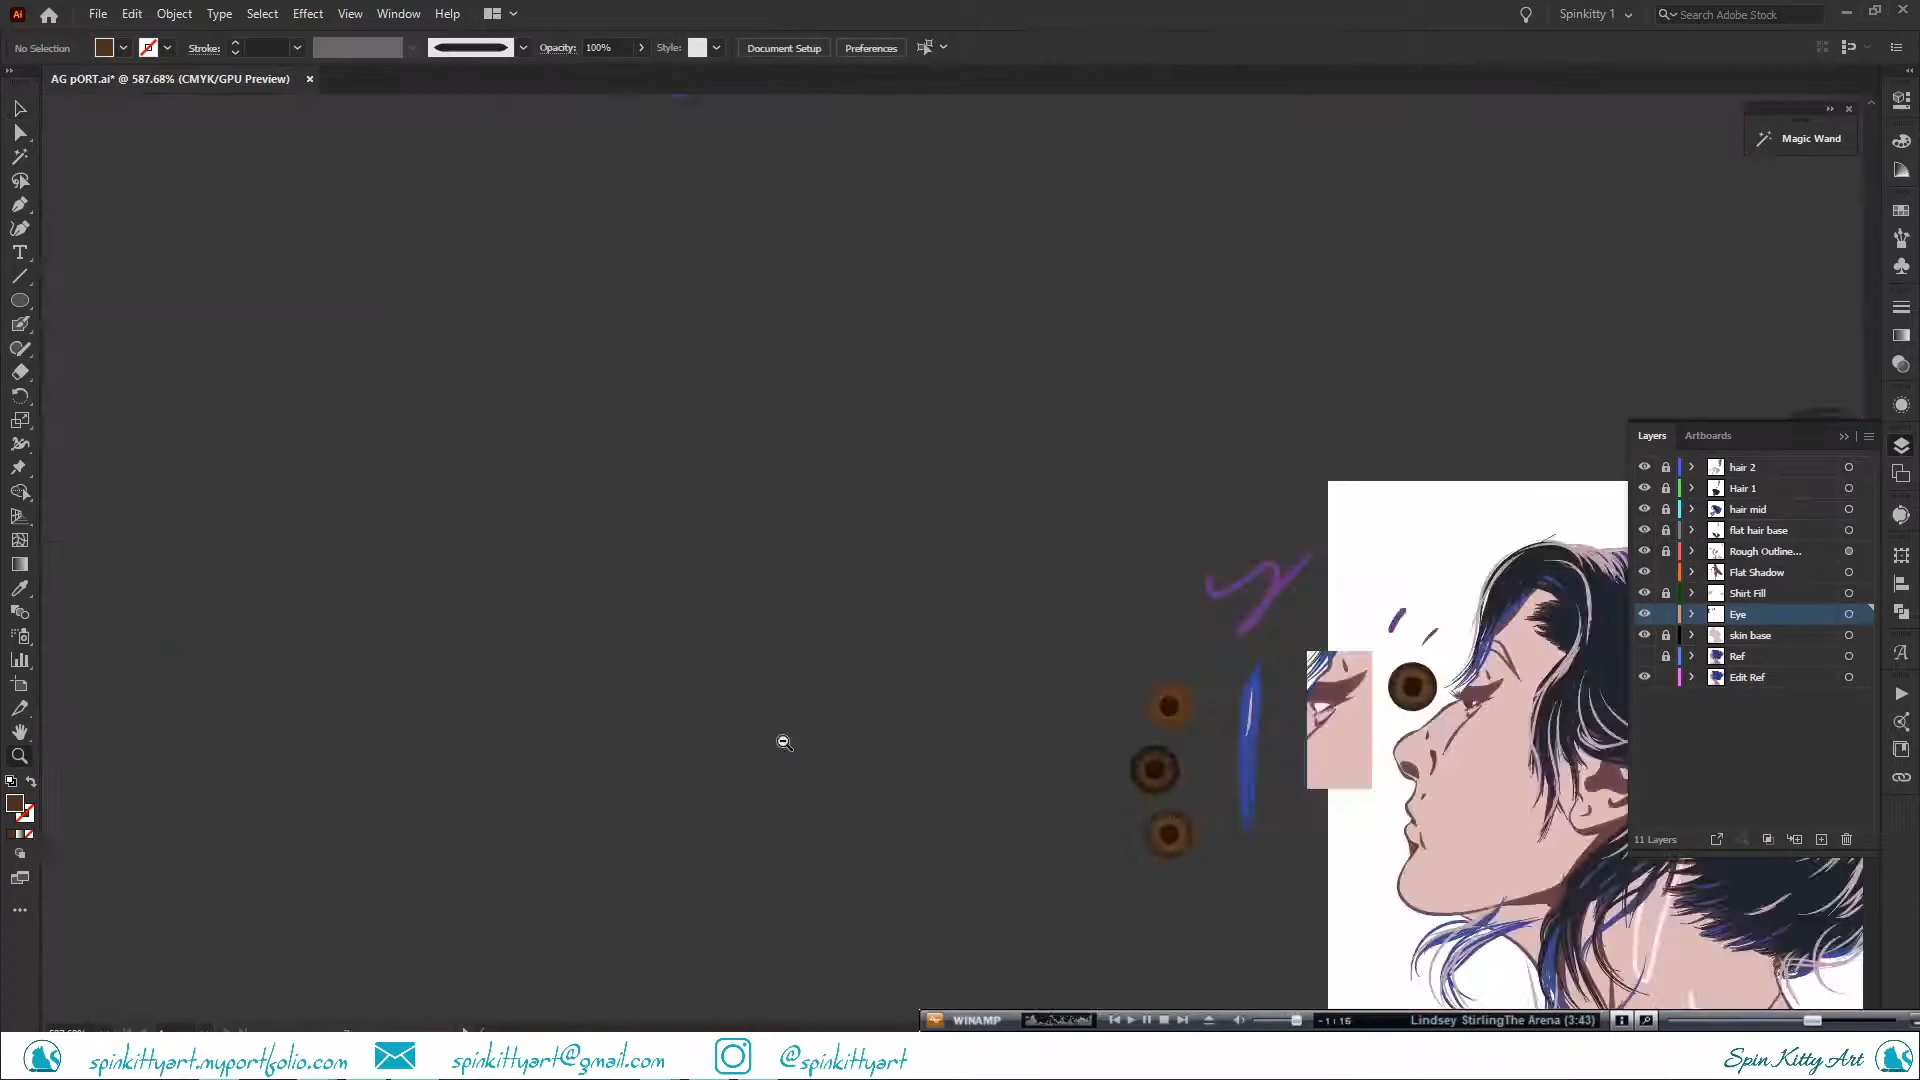 Ai File Edit Object Type Select Effect View Window Help Spinkitty 1 Search Adobe Stock
No Selection Stroke: Opacity: 100% Style: Document Setup Preferences
AG pORT.ai* @ 587.68% (CMYK/GPU Preview)
Magic Wand
Layers Artboards
hair 2
Hair 1
hair mid
flat hair base
Rough Outline...
Flat Shadow
Shirt Fill
Eye
skin base
Ref
Edit Ref
11 Layers
WINAMP -1:16 Lindsey StirlingThe Arena (3:43)
spinkittyart.myportfolio.com spinkittyart@gmail.com @spinkittyart Spin Kitty Art